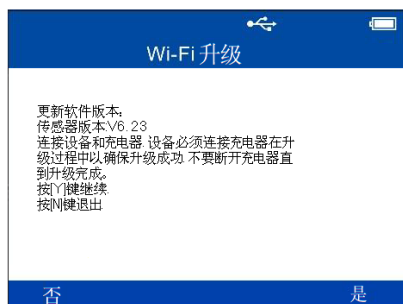 Wi-Fi升级
更新软件版本:
传感器版本:V6.23
连接设备和充电器.设备必须连接充电器在升
级过程中以确保升级成功.不要断开充电器直
到升级完成。
按[Y]键继续.
按[N]键退出.
否
是